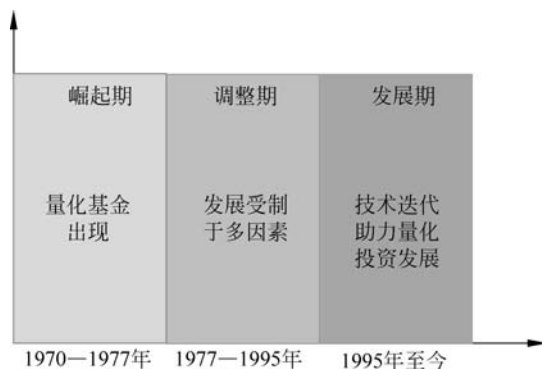 崛起期
调整期
发展期
量化基金
出现
发展受制
于多因素
技术迭代
助力量化
投资发展
1970—1977年
1977—1995年
1995年至今